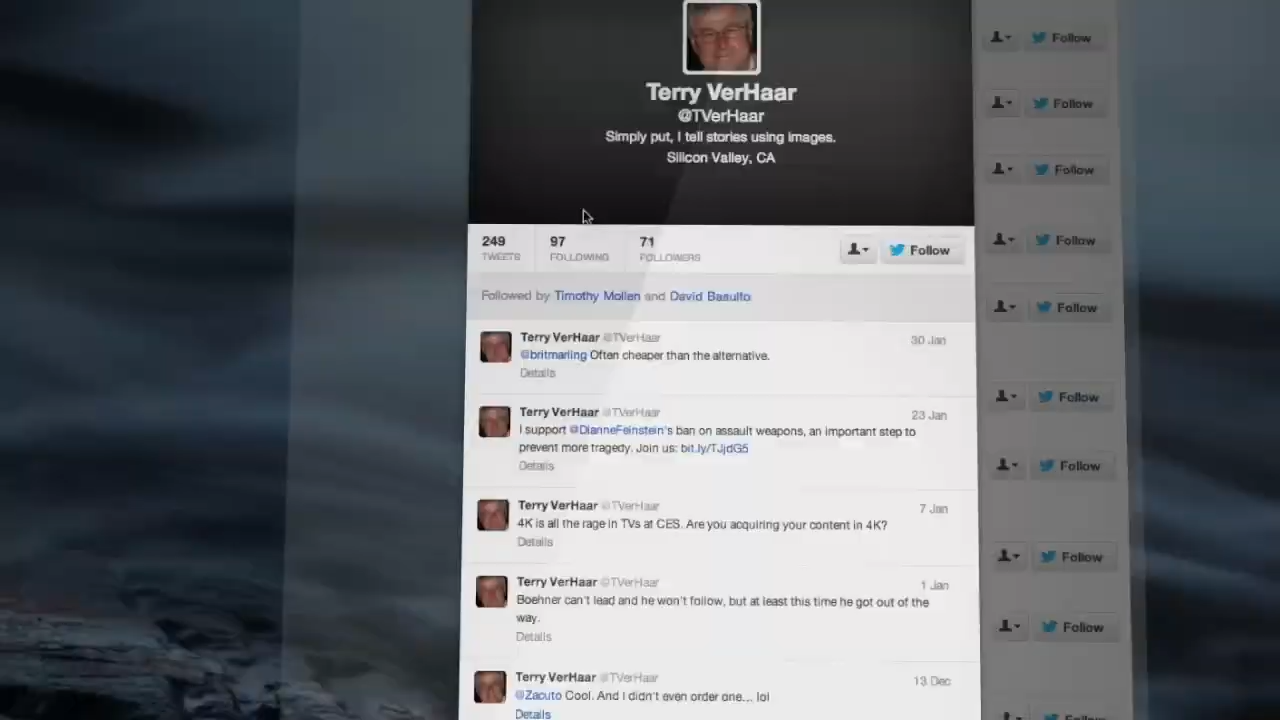 Terry VerHaar
@TVerHaar
Simply put, I tell stories using images.
Silicon Valley, CA
249
TWEETS
97
FOLLOWING
71
FOLLOWERS
Follow
Followed by Timothy Mollen and David Basulto
Terry VerHaar @TVerHaar 30 Jan
@britmarling Often cheaper than the alternative.
Details
Terry VerHaar @TVerHaar 23 Jan
I support @DianneFeinstein's ban on assault weapons, an important step to
prevent more tragedy. Join us: bit.ly/TJjdG5
Details
Terry VerHaar @TVerHaar 7 Jan
4K is all the rage in TVs at CES. Are you acquiring your content in 4K?
Details
Terry VerHaar @TVerHaar 1 Jan
Boehner can't lead and he won't follow, but at least this time he got out of the
way.
Details
Terry VerHaar @TVerHaar 13 Dec
@Zacuto Cool. And I didn't even order one... lol
Details
Follow
Follow
Follow
Follow
Follow
Follow
Follow
Follow
Follow
Follow